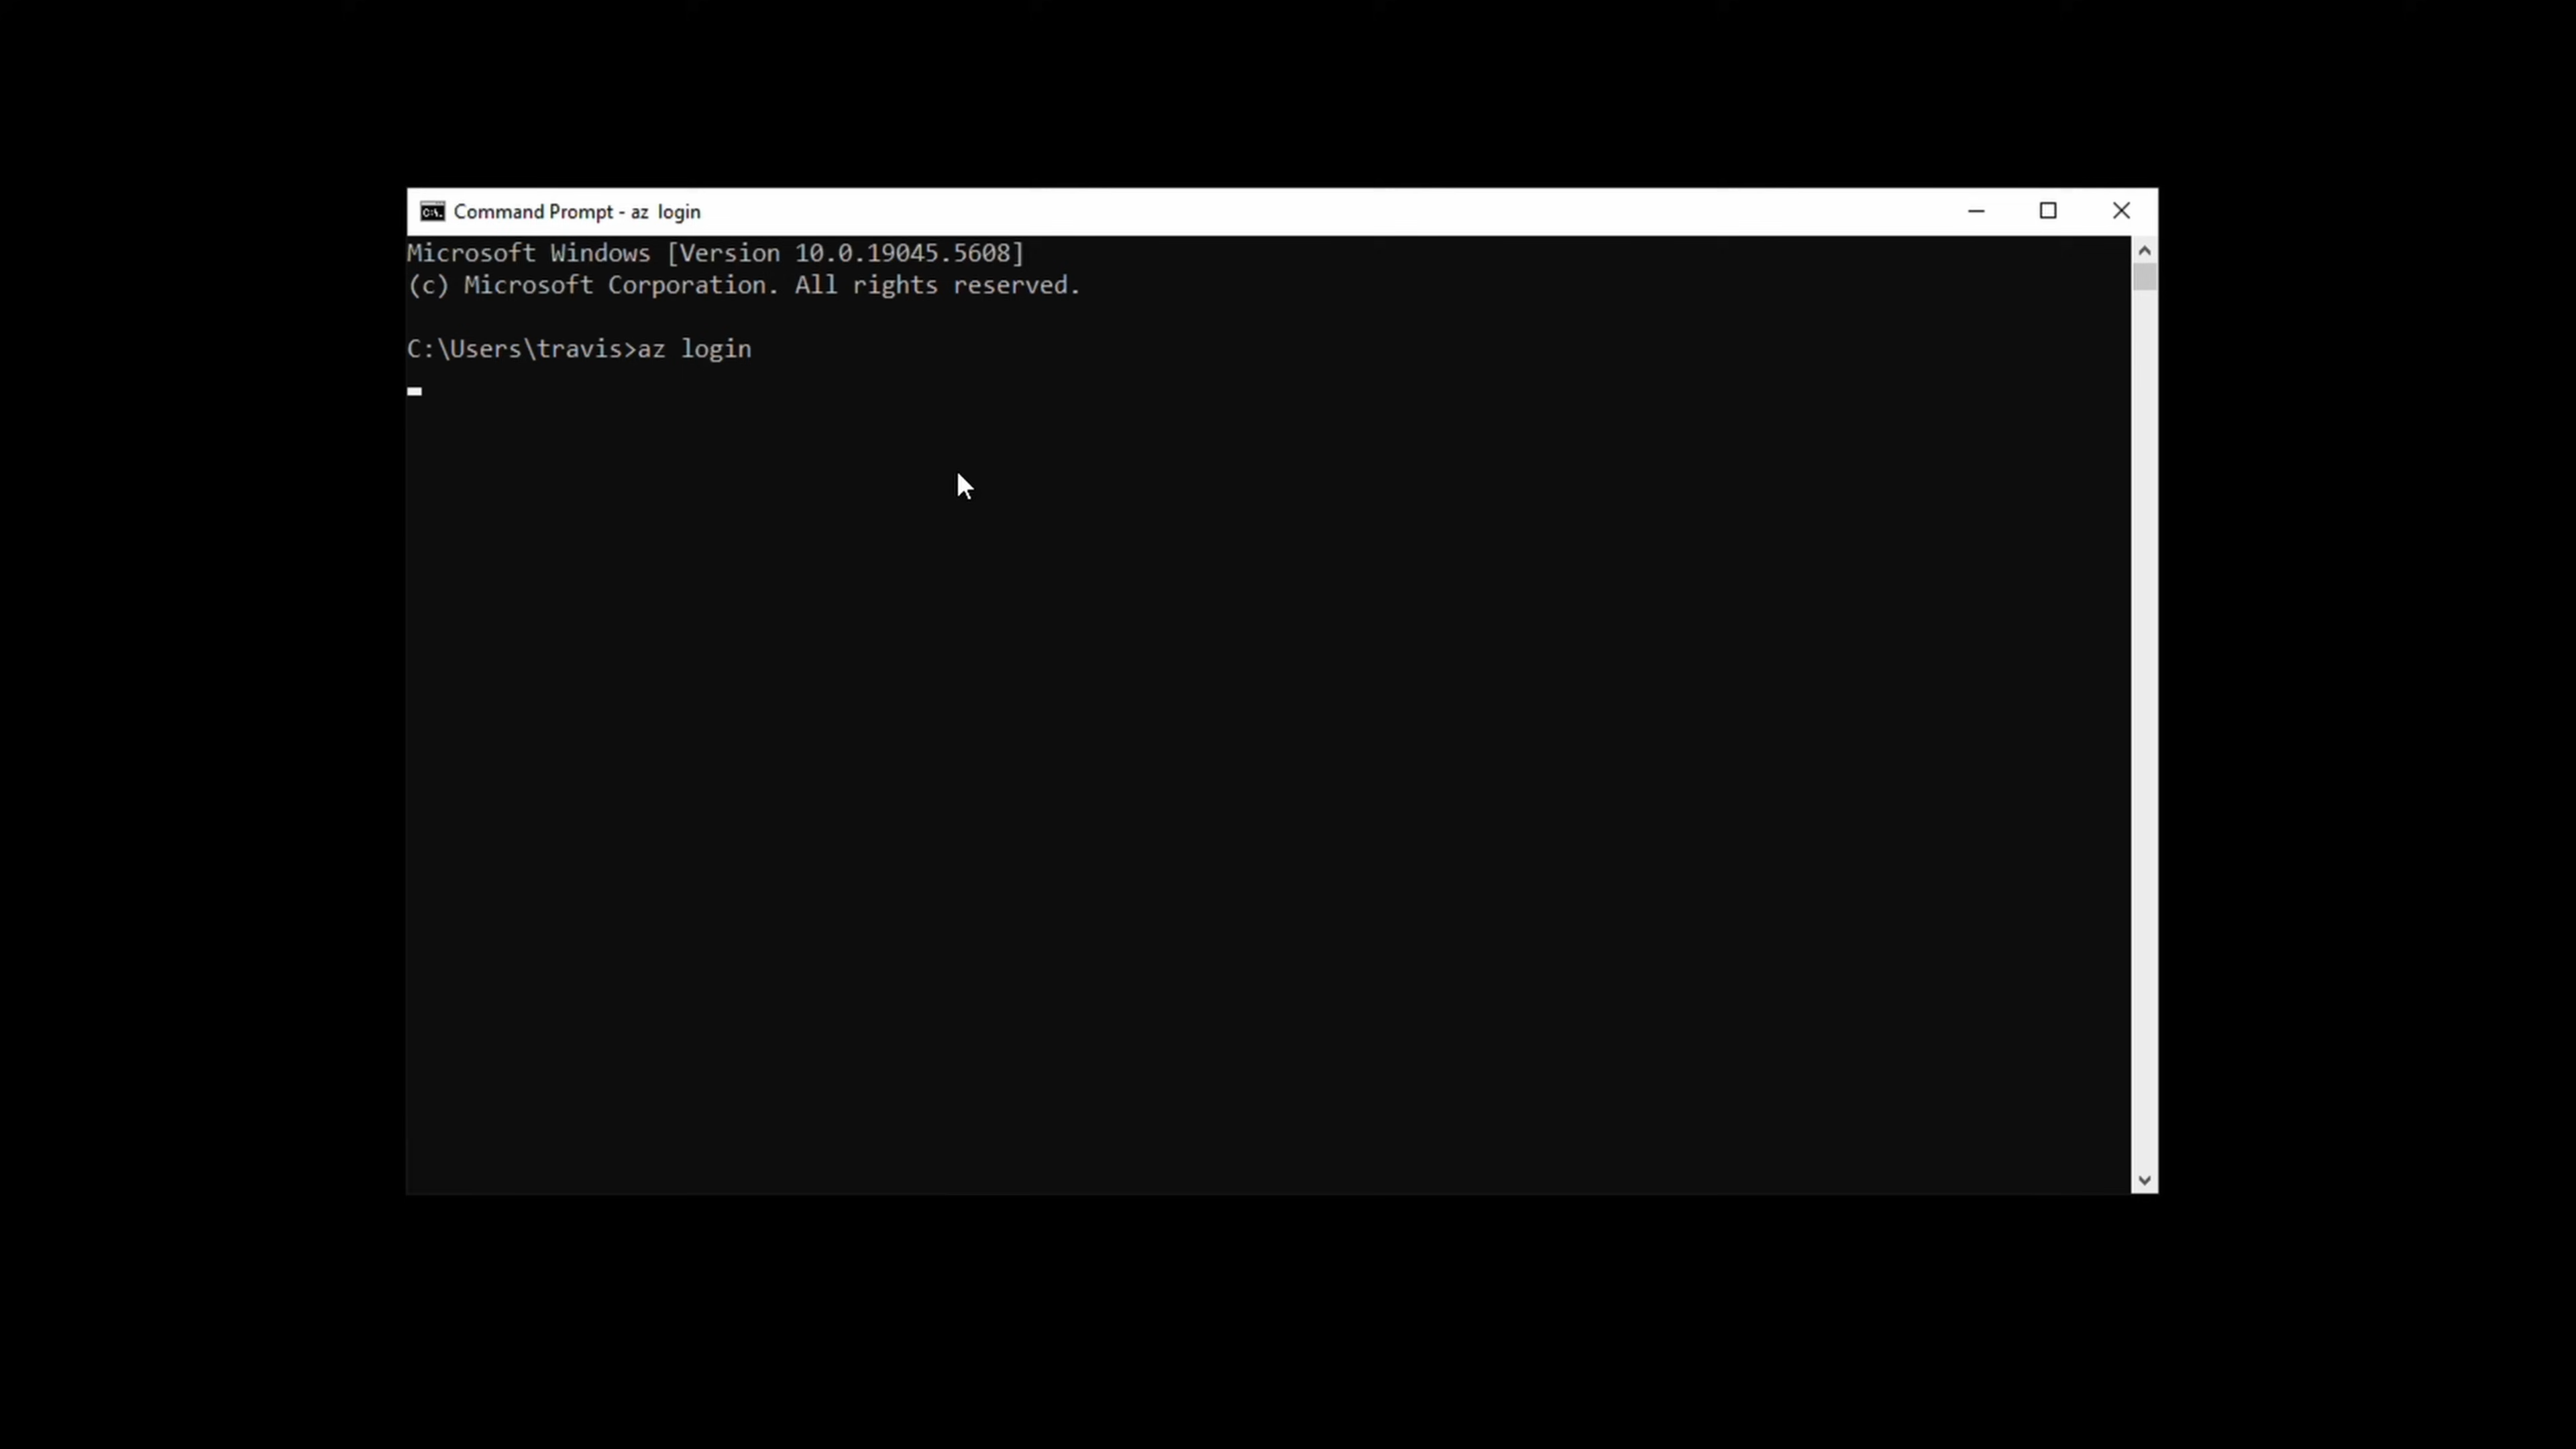 Command Prompt - az  login
Microsoft Windows [Version 10.0.19045.5608]
(c) Microsoft Corporation. All rights reserved.
C:\Users\travis>az login